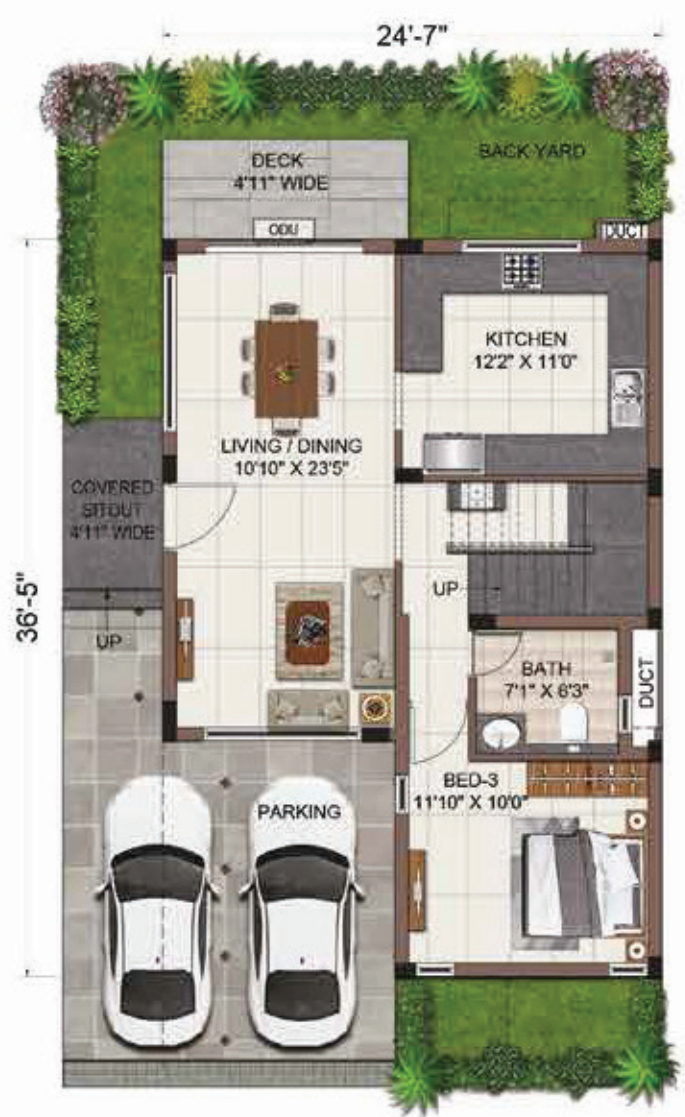 24'-7"
DECK
4'11" WIDE
BACK YARD
ODU
DUCT
KITCHEN
12'2" X 11'0"
LIVING / DINING
10'10" X 23'5"
COVERED
SITOUT
4'11" WIDE
36'-5"
UP
UP
BATH
7'1" X 6'3"
DUCT
BED-3
11'10" X 10'0"
PARKING